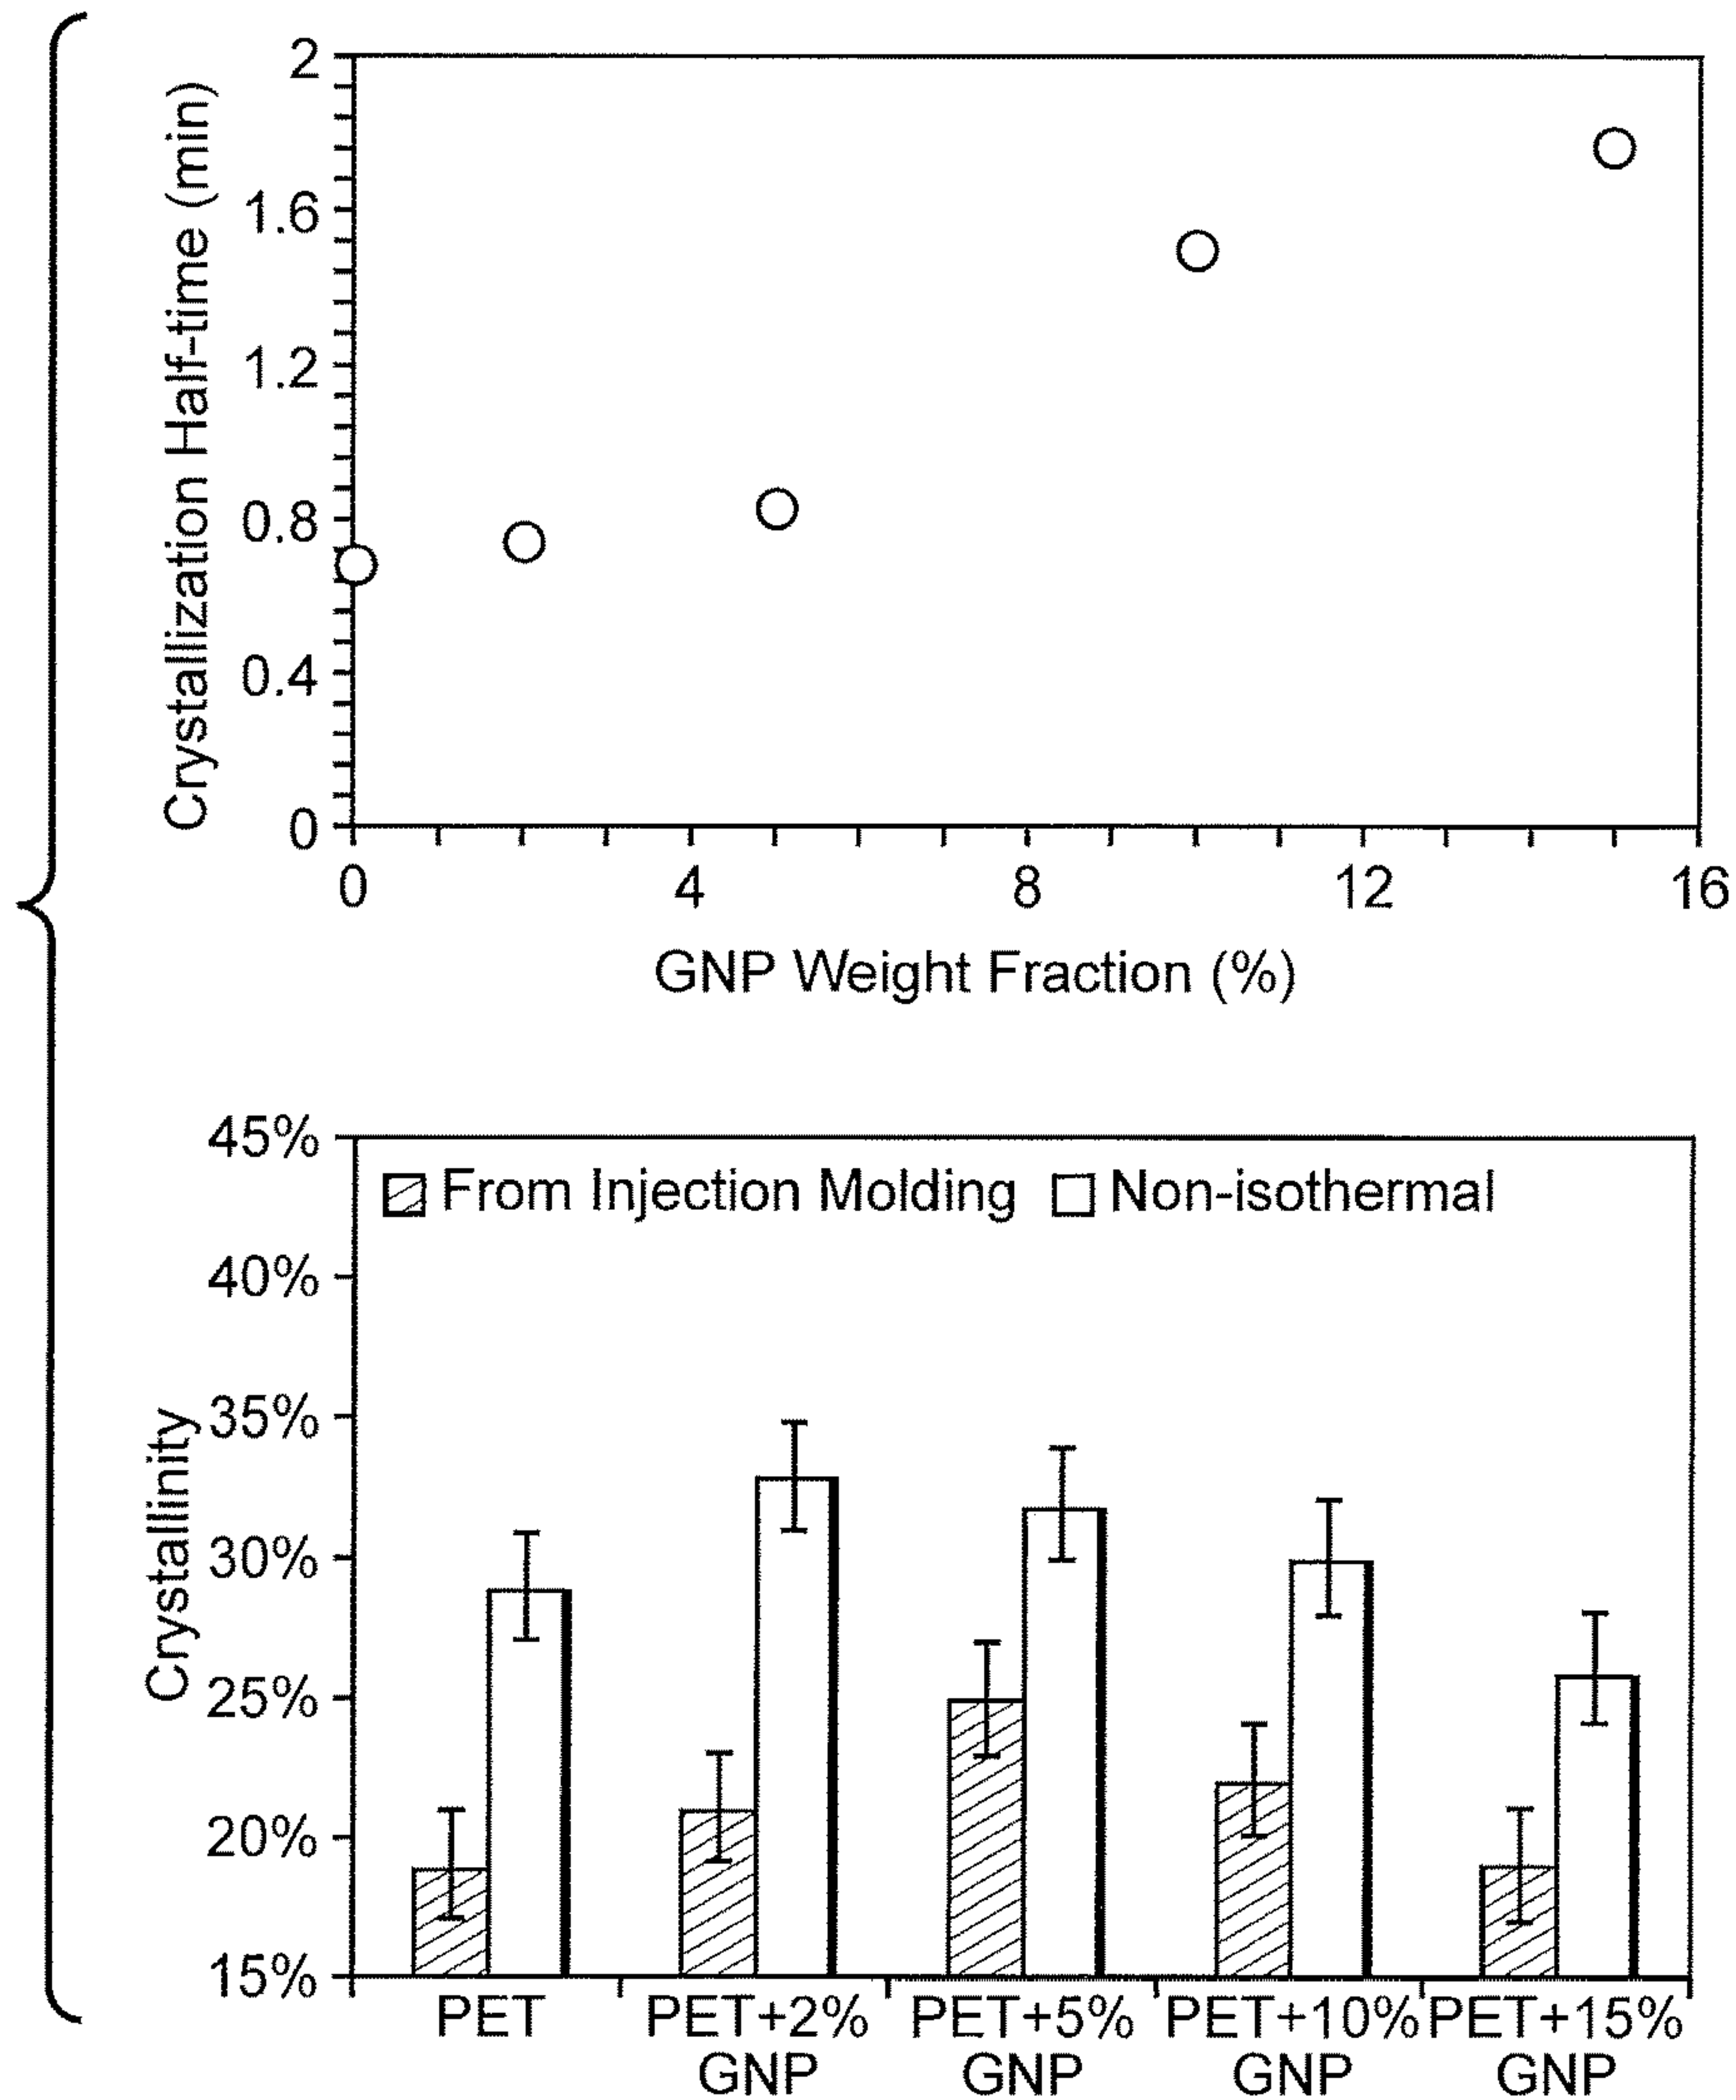 2
1.6
1.2
0.8
0.4
0
Crystallization Half-time (min)
0 4 8 12 16
GNP Weight Fraction (%)
45%
40%
35%
30%
25%
20%
15%
Crystallinity
From Injection Molding Non-isothermal
PET PET+2% PET+5% PET+10% PET+15%
GNP GNP GNP GNP